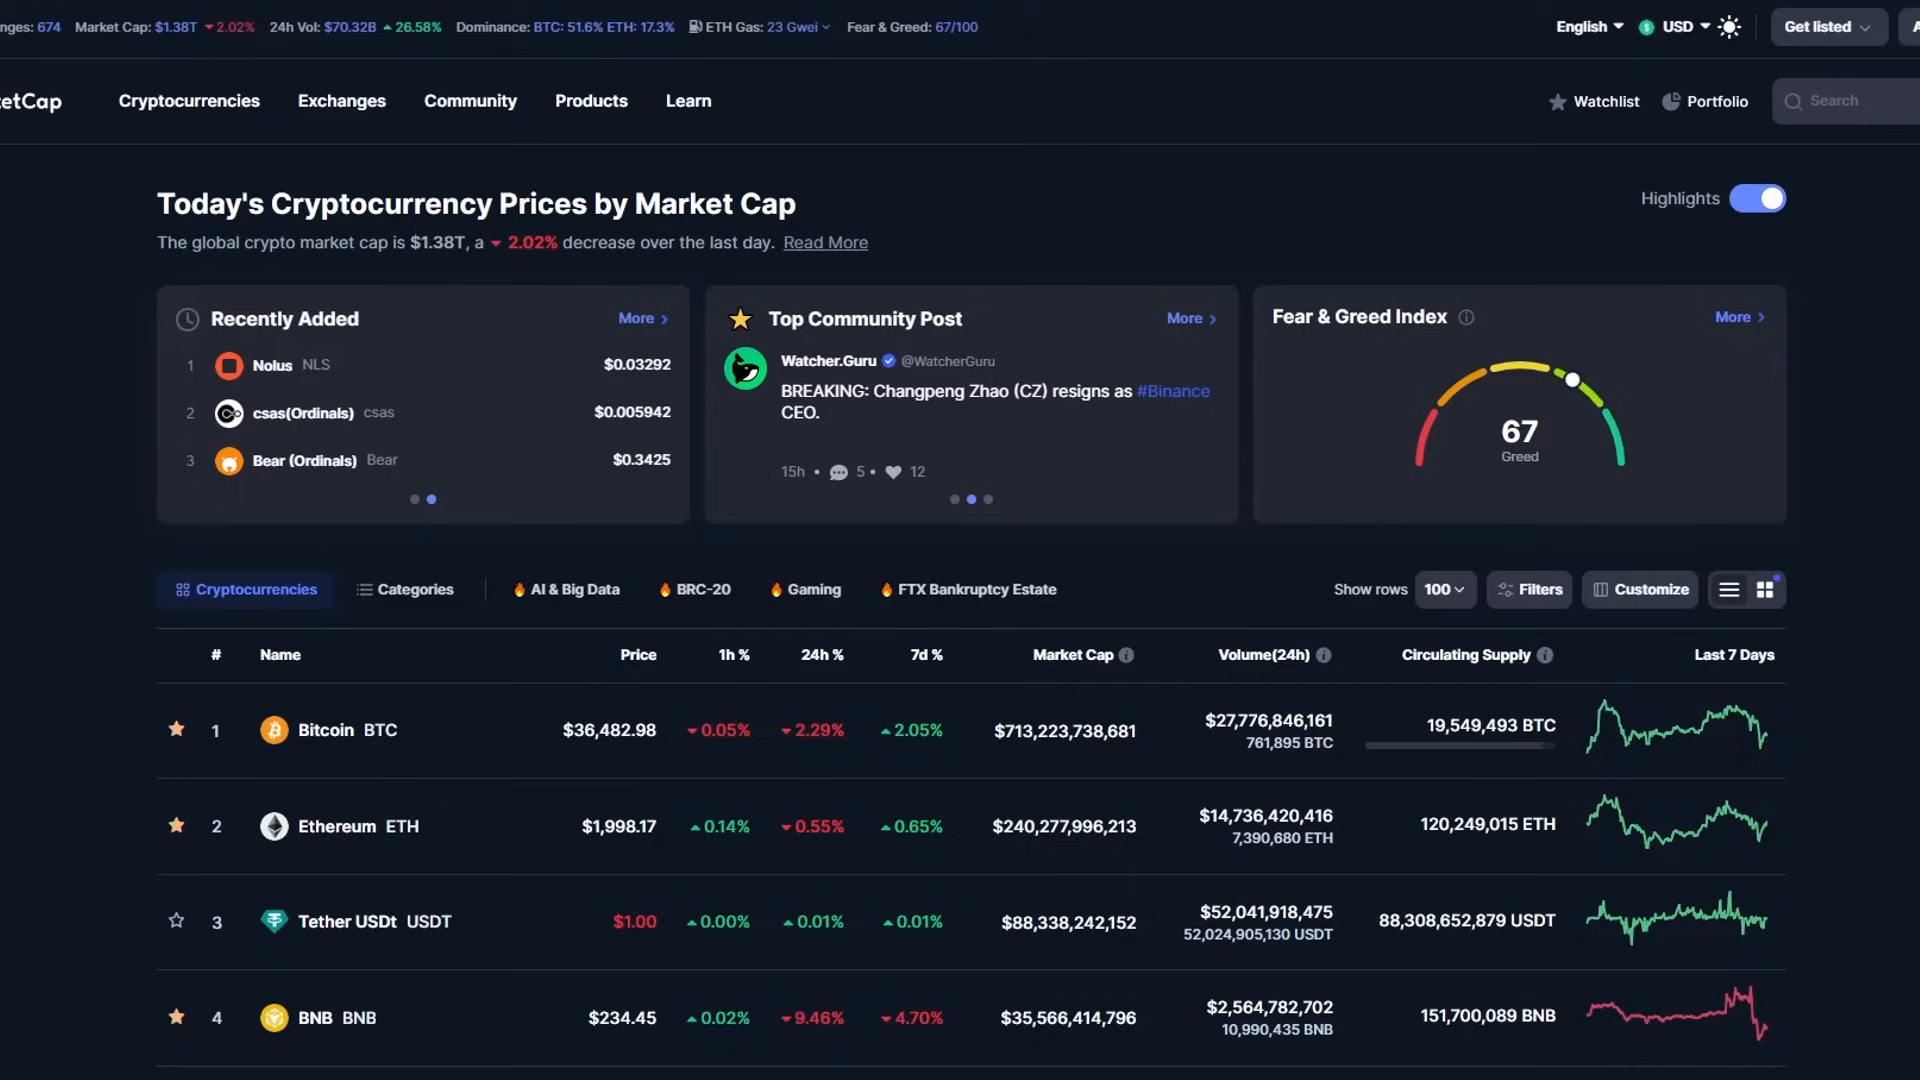 nges: 674 Market Cap: $1.38T 2.02% 24h Vol: $70.32B 26.58% Dominance: BTC: 51.6% ETH: 17.3% ETH Gas: 23 Gwei Fear & Greed: 67/100
English USD Get listed A
etCap Cryptocurrencies Exchanges Community Products Learn
Watchlist Portfolio Search
Today's Cryptocurrency Prices by Market Cap
Highlights
The global crypto market cap is $1.38T, a 2.02% decrease over the last day. Read More
Recently Added More
1 Nolus NLS $0.03292
2 csas(Ordinals) csas $0.005942
3 Bear (Ordinals) Bear $0.3425
Top Community Post More
Watcher.Guru @WatcherGuru
BREAKING: Changpeng Zhao (CZ) resigns as #Binance
CEO.
15h • 5 • 12
Fear & Greed Index More
67
Greed
Cryptocurrencies Categories AI & Big Data BRC-20 Gaming FTX Bankruptcy Estate
Show rows 100 Filters Customize
# Name Price 1h % 24h % 7d % Market Cap Volume(24h) Circulating Supply Last 7 Days
1 Bitcoin BTC $36,482.98 0.05% 2.29% 2.05% $713,223,738,681 $27,776,846,161 19,549,493 BTC
761,895 BTC
2 Ethereum ETH $1,998.17 0.14% 0.55% 0.65% $240,277,996,213 $14,736,420,416 120,249,015 ETH
7,390,680 ETH
3 Tether USDt USDT $1.00 0.00% 0.01% 0.01% $88,338,242,152 $52,041,918,475 88,308,652,879 USDT
52,024,905,130 USDT
4 BNB BNB $234.45 0.02% 9.46% 4.70% $35,566,414,796 $2,564,782,702 151,700,089 BNB
10,990,435 BNB